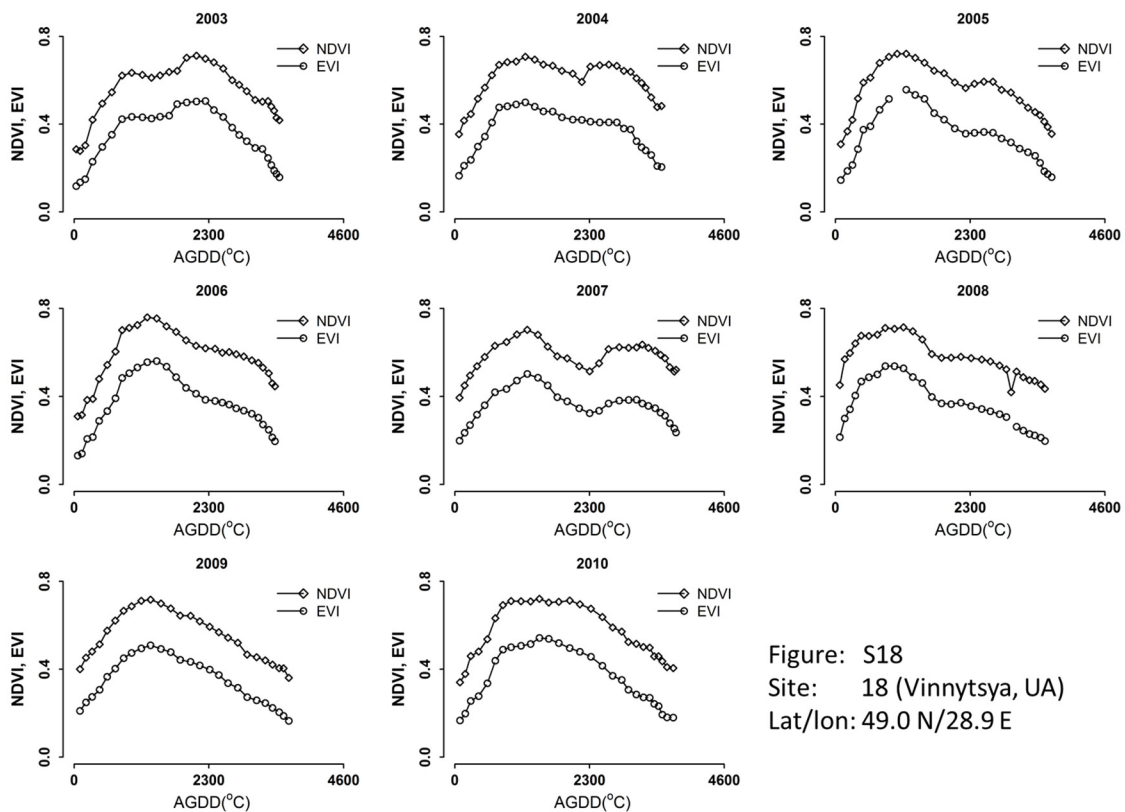 2003
2004
2005
NDVI, EVI
0.8
0.4
0.0
NDVI
EVI
0
2300
4600
AGDD(°C)
NDVI, EVI
0.8
0.4
0.0
NDVI
EVI
0
2300
4600
AGDD(°C)
NDVI, EVI
0.8
0.4
0.0
NDVI
EVI
0
2300
4600
AGDD(°C)
2006
2007
2008
NDVI, EVI
0.8
0.4
0.0
NDVI
EVI
0
2300
4600
AGDD(°C)
NDVI, EVI
0.8
0.4
0.0
NDVI
EVI
0
2300
4600
AGDD(°C)
NDVI, EVI
0.8
0.4
0.0
NDVI
EVI
0
2300
4600
AGDD(°C)
2009
2010
NDVI, EVI
0.8
0.4
0.0
NDVI
EVI
0
2300
4600
AGDD(°C)
NDVI, EVI
0.8
0.4
0.0
NDVI
EVI
0
2300
4600
AGDD(°C)
Figure: S18
Site: 18 (Vinnytsya, UA)
Lat/lon: 49.0 N/28.9 E